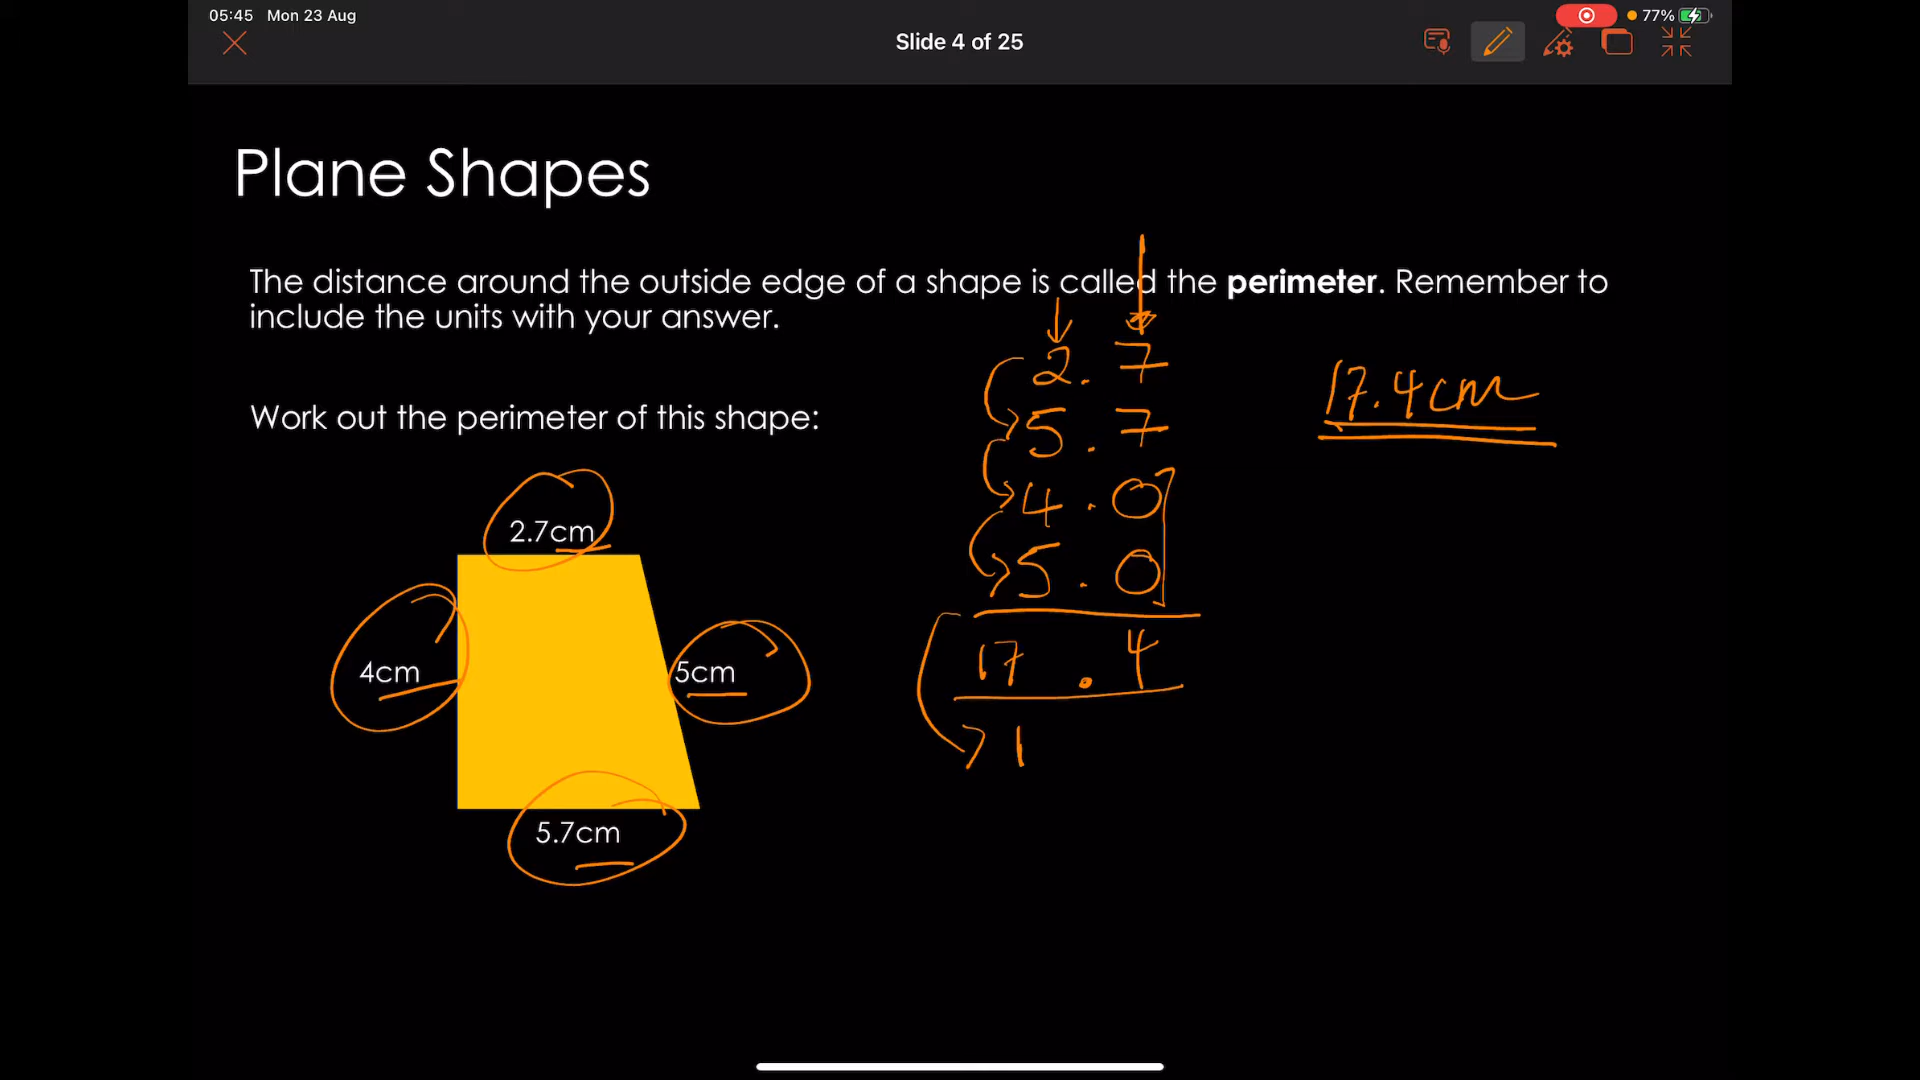 05:45 Mon 23 Aug
77%
Slide 4 of 25
Plane Shapes
The distance around the outside edge of a shape is called the perimeter. Remember to
include the units with your answer.
Work out the perimeter of this shape:
2.7cm
4cm
5cm
5.7cm
2.7
5.7
4.0
5.0
17.4
1
17.4cm